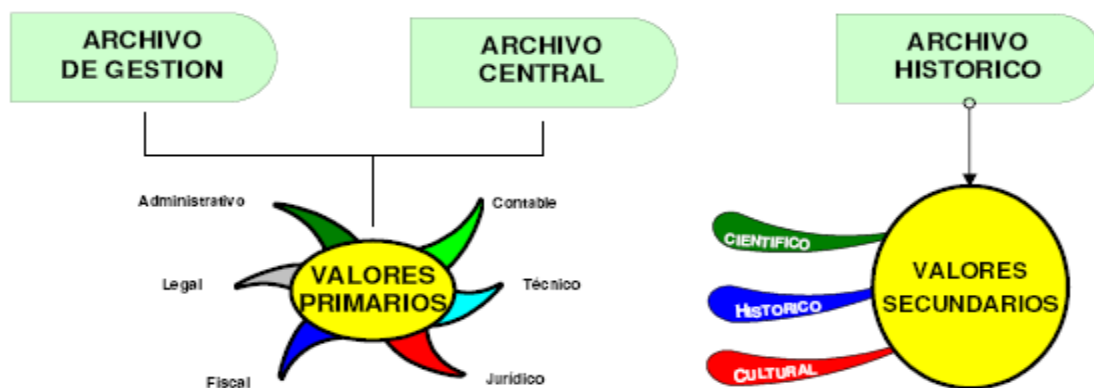 ARCHIVO
DE GESTION
ARCHIVO
CENTRAL
ARCHIVO
HISTORICO
Administrativo
Contable
Legal
VALORES
PRIMARIOS
Técnico
Fiscal
Jurídico
CIENTIFICO
HISTORICO
CULTURAL
VALORES
SECUNDARIOS